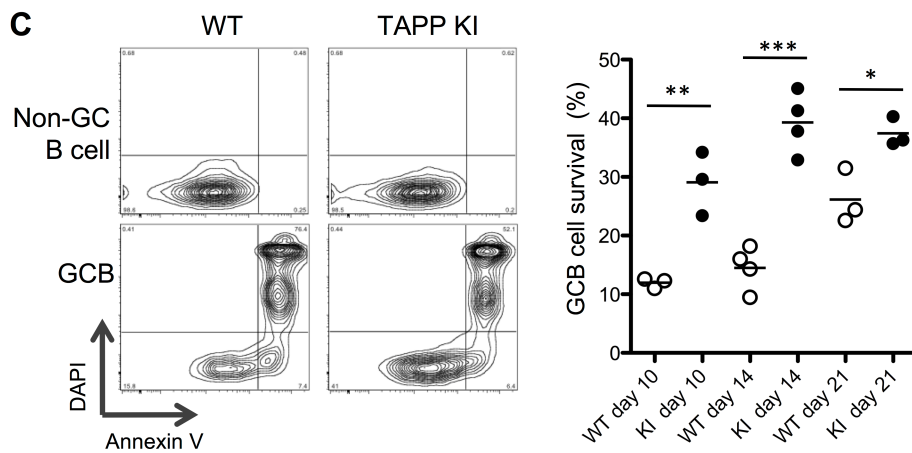 C
WT
TAPP KI
Non-GC
B cell
0.68
0.48
98.6
0.25
0.68
0.62
98.5
0.2
GCB
0.41
76.4
15.8
7.4
0.44
52.1
41
6.4
DAPI
Annexin V
GCB cell survival (%)
50
40
30
20
10
0
**
***
*
WT day 10
KI day 10
WT day 14
KI day 14
WT day 21
KI day 21